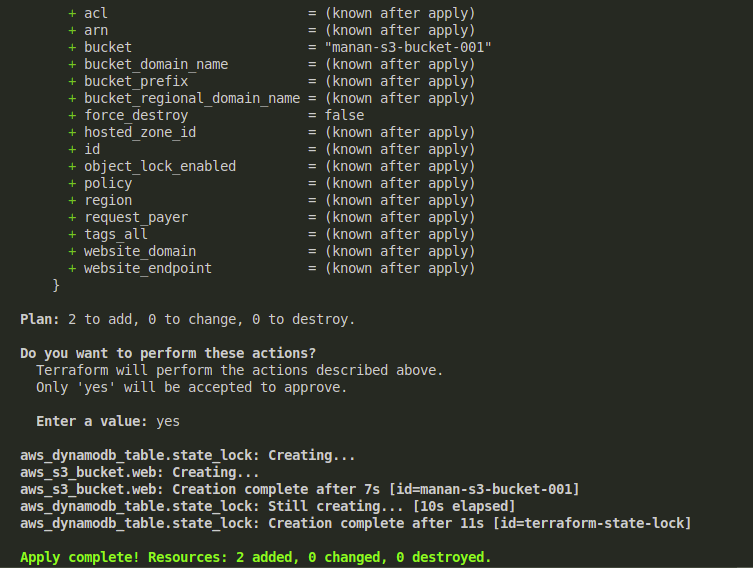 + acl                         = (known after apply)
+ arn                         = (known after apply)
+ bucket                      = "manan-s3-bucket-001"
+ bucket_domain_name          = (known after apply)
+ bucket_prefix               = (known after apply)
+ bucket_regional_domain_name = (known after apply)
+ force_destroy               = false
+ hosted_zone_id              = (known after apply)
+ id                          = (known after apply)
+ object_lock_enabled         = (known after apply)
+ policy                      = (known after apply)
+ region                      = (known after apply)
+ request_payer               = (known after apply)
+ tags_all                    = (known after apply)
+ website_domain              = (known after apply)
+ website_endpoint            = (known after apply)
}
Plan: 2 to add, 0 to change, 0 to destroy.
Do you want to perform these actions?
Terraform will perform the actions described above.
Only 'yes' will be accepted to approve.
Enter a value: yes
aws_dynamodb_table.state_lock: Creating...
aws_s3_bucket.web: Creating...
aws_s3_bucket.web: Creation complete after 7s [id=manan-s3-bucket-001]
aws_dynamodb_table.state_lock: Still creating... [10s elapsed]
aws_dynamodb_table.state_lock: Creation complete after 11s [id=terraform-state-lock]
Apply complete! Resources: 2 added, 0 changed, 0 destroyed.